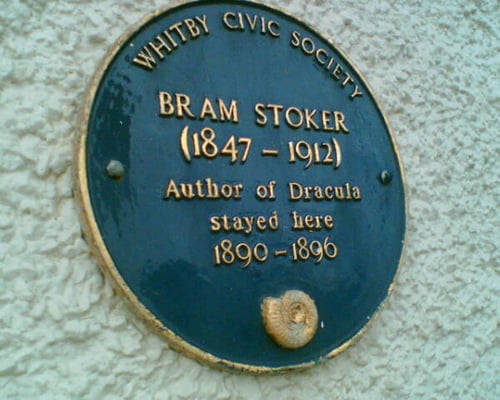 WHITBY CIVIC SOCIETY
BRAM STOKER
(1847 - 1912)
Author of Dracula
stayed here
1890 - 1896